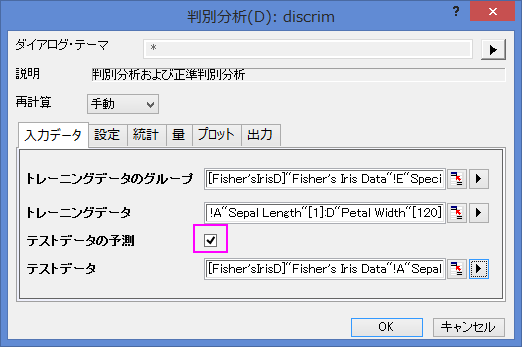 判別分析(D): discrim
ダイアログ・テーマ *
説明 判別分析および正準判別分析
再計算 手動
入力データ 設定 統計 量 プロット 出力
トレーニングデータのグループ [Fisher'sIrisD]"Fisher's Iris Data"!E"Speci
トレーニングデータ !A"Sepal Length"[1]:D"Petal Width"[120]
テストデータの予測
テストデータ [Fisher'sIrisD]"Fisher's Iris Data"!A"Sepal
OK キャンセル